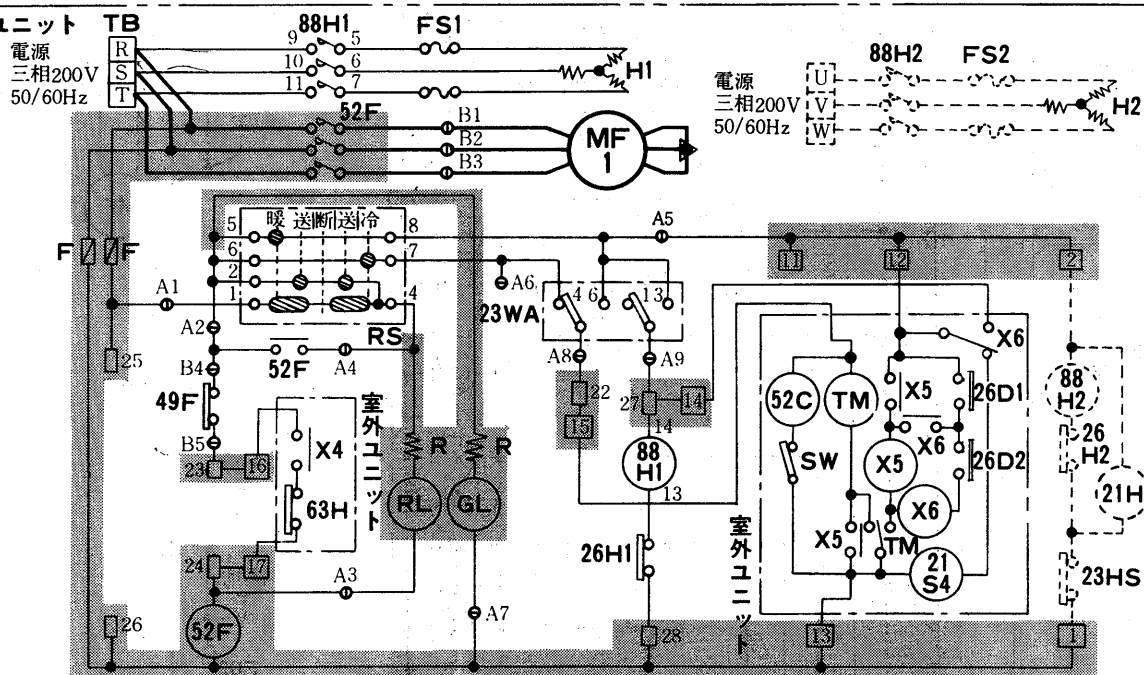 ユニット TB
電源
三相200V
50/60Hz
R
S
T
88H1
9 5
10 6
11 7
FS1
H1
電源
三相200V
50/60Hz
U
V
W
88H2
FS2
H2
52F
B1
B2
B3
MF
1
F F
暖 送 断 送 冷
5 8
6 7
2
1 4
RS
A1
A2
A5
A6
23WA
4 6 13
25
52F
A4
B4
49F
B5
23 16
室外ユニット
X4
63H
R R
RL GL
24 17
A3
A7
26
52F
A8 A9
22
15
27 14
14
88
H1
13
26H1
28
11
12
2
X6
52C
TM
X5
26D1
X6
26D2
SW
X5
X6
X5
TM
21
S4
室外ユニット
13
88
H2
26
H2
21H
23HS
1